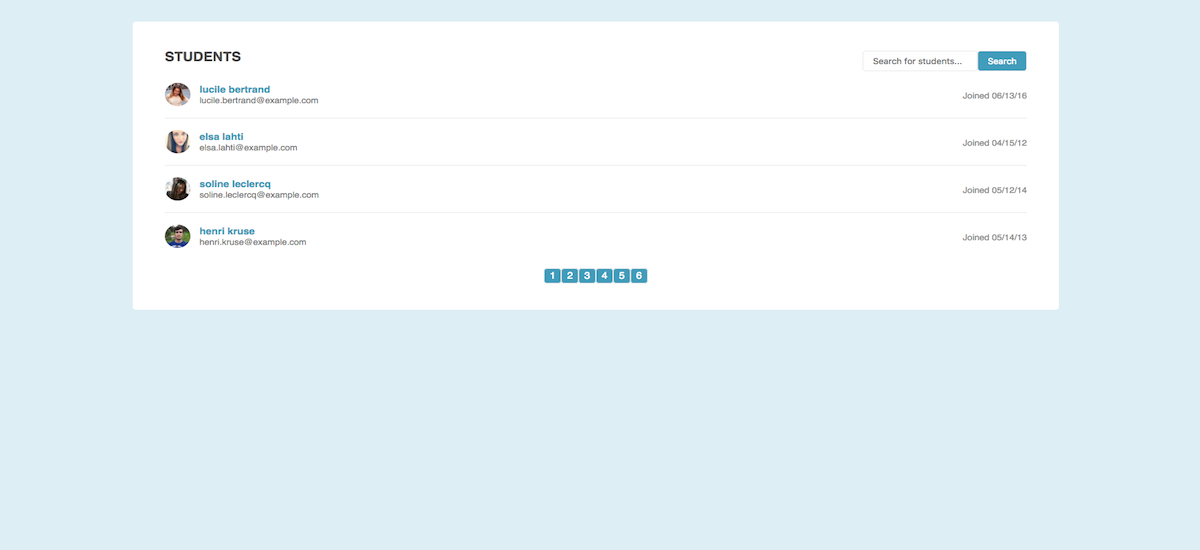 STUDENTS
Search for students... Search
lucile bertrand
lucile.bertrand@example.com
Joined 06/13/16
elsa lahti
elsa.lahti@example.com
Joined 04/15/12
soline leclercq
soline.leclercq@example.com
Joined 05/12/14
henri kruse
henri.kruse@example.com
Joined 05/14/13
1 2 3 4 5 6